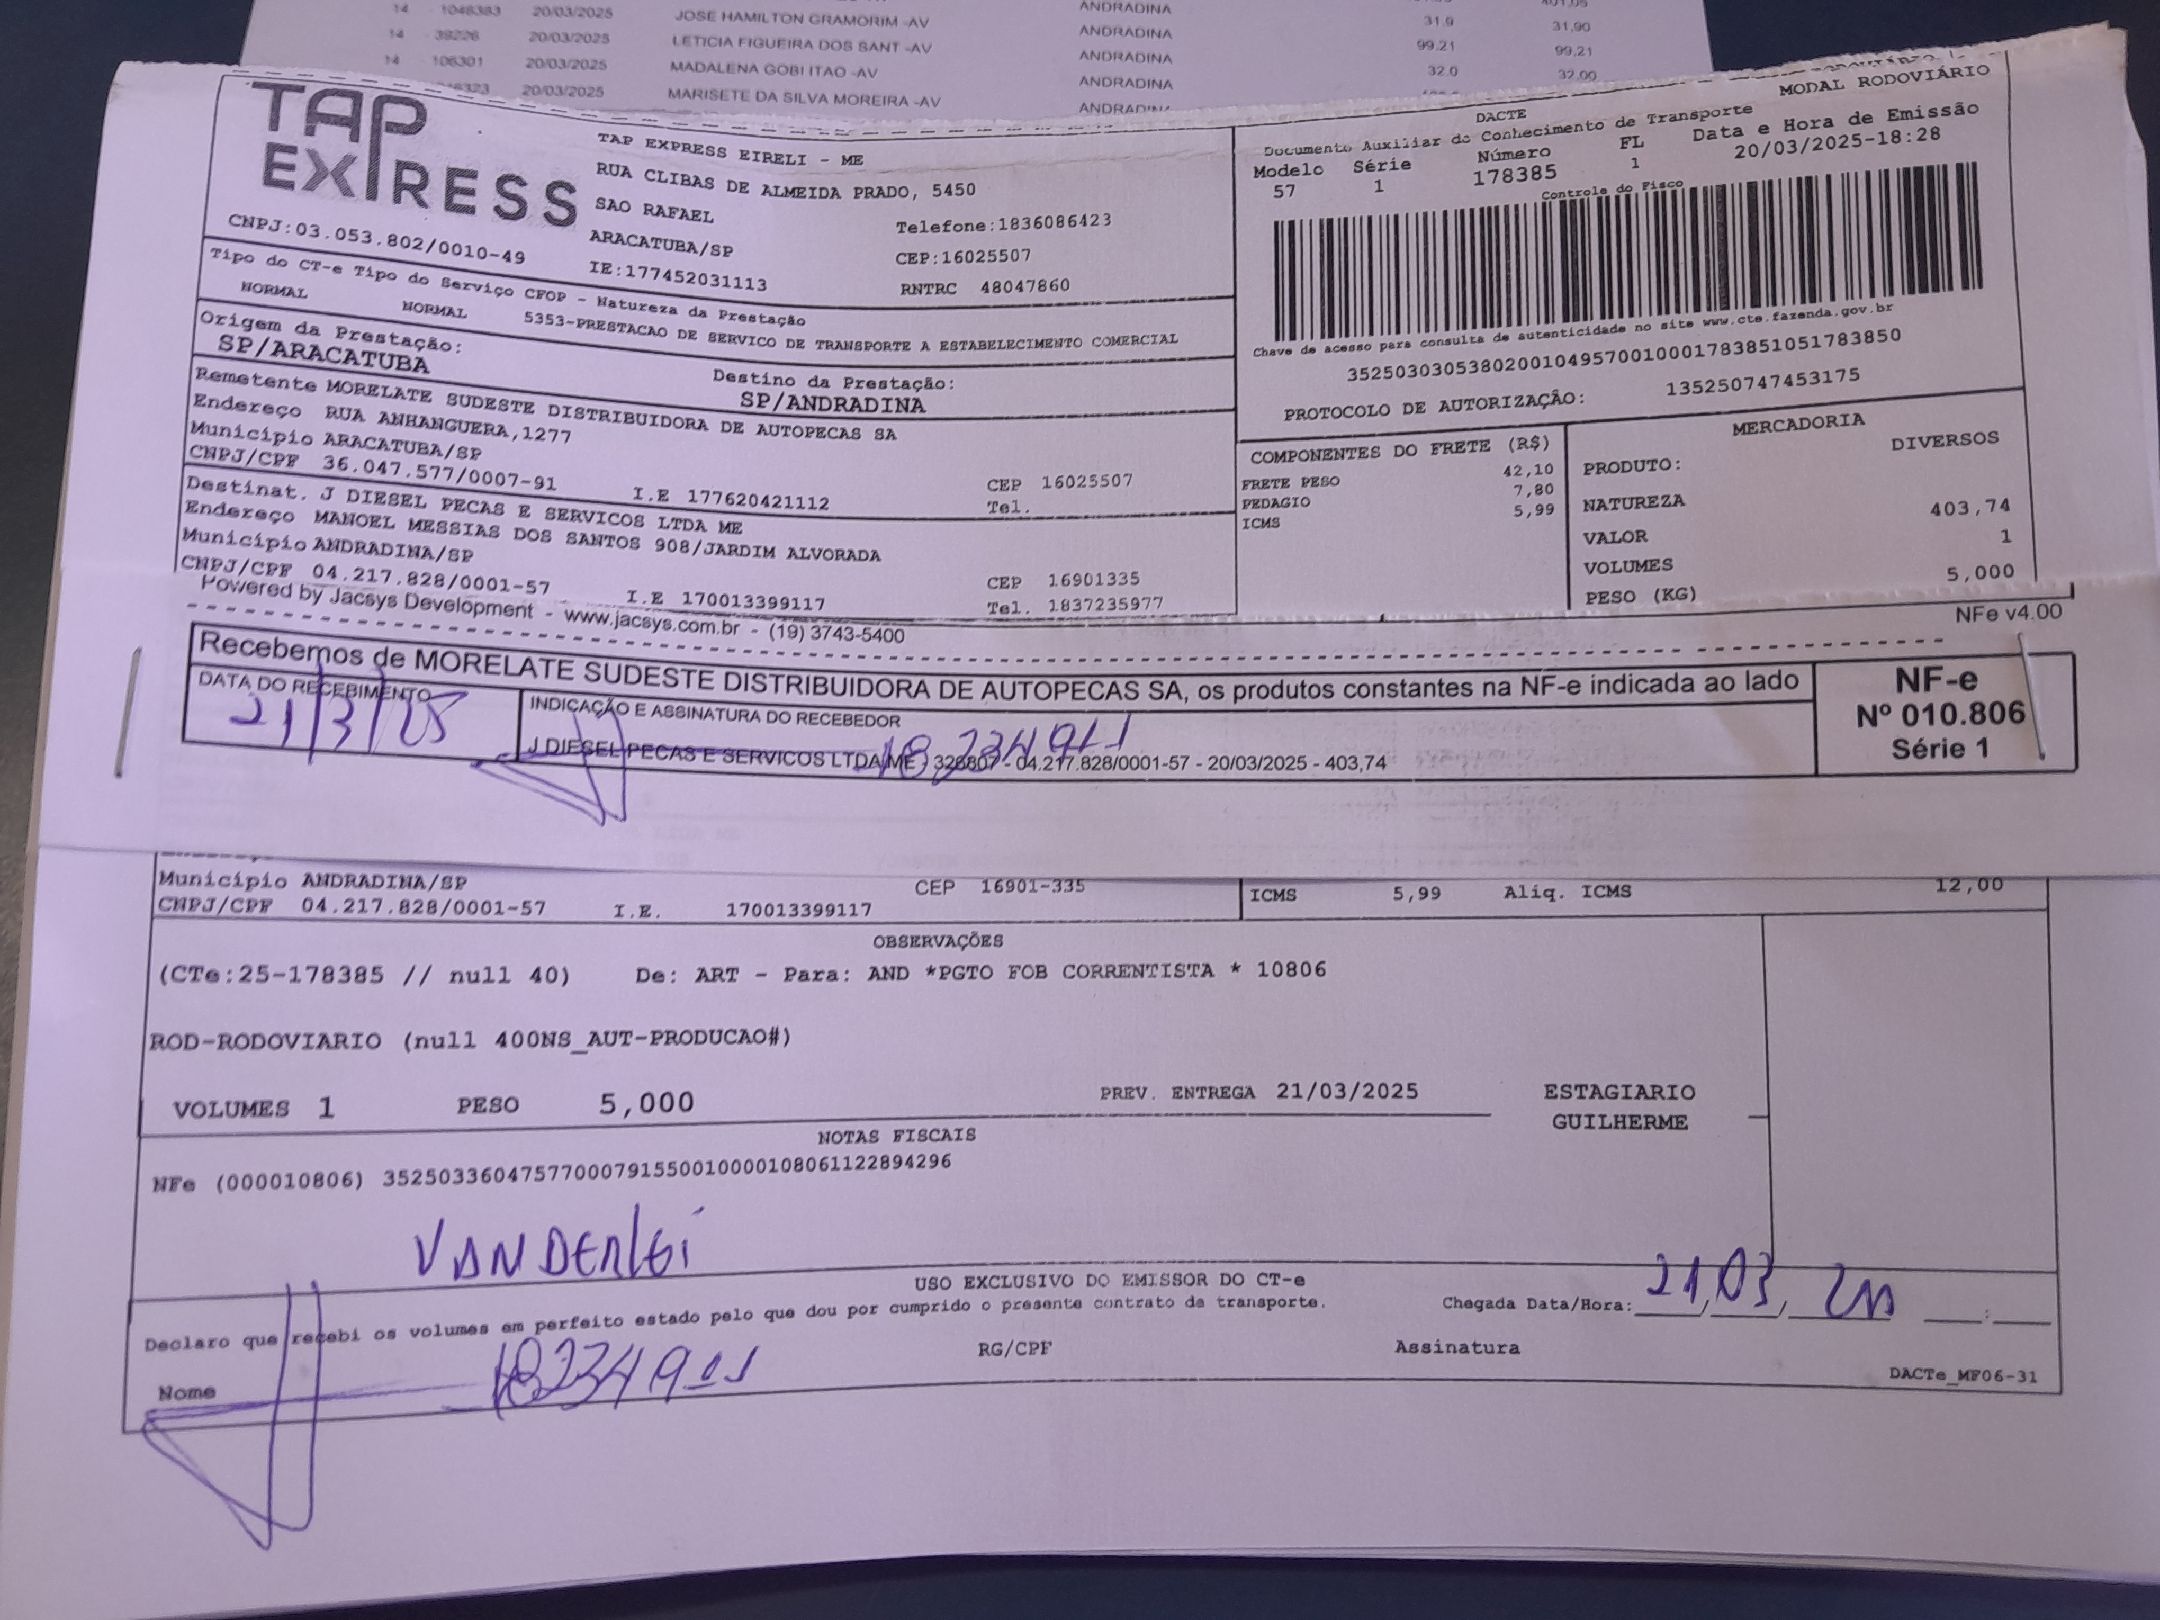 14 1048383 20/03/2025 JOSE HAMILTON GRAMORIM -AV ANDRADINA 31.9 31,90
14 38226 20/03/2025 LETICIA FIGUEIRA DOS SANT -AV ANDRADINA 99.21 99,21
14 106301 20/03/2025 MADALENA GOBI ITAO -AV ANDRADINA 32.0 32,00
20/03/2025 MARISETE DA SILVA MOREIRA -AV ANDRADINA
TAP EXPRESS
CNPJ:03.053.802/0010-49
TAP EXPRESS EIRELI - ME
RUA CLIBAS DE ALMEIDA PRADO, 5450
SAO RAFAEL Telefone:1836086423
ARACATUBA/SP CEP:16025507
IE:177452031113 RNTRC 48047860
MODAL RODOVIÁRIO
DACTE
Documento Auxiliar do Conhecimento de Transporte
Modelo Série Número FL Data e Hora de Emissão
57 1 178385 1 20/03/2025-18:28
Controle do Fisco
Chave de acesso para consulta de autenticidade no site www.cte.fazenda.gov.br
35250303053802001049570010001783851051783850
PROTOCOLO DE AUTORIZAÇÃO: 135250747453175
Tipo do CT-e Tipo do Serviço CFOP - Natureza da Prestação
NORMAL NORMAL 5353-PRESTACAO DE SERVICO DE TRANSPORTE A ESTABELECIMENTO COMERCIAL
Origem da Prestação: Destino da Prestação:
SP/ARACATUBA SP/ANDRADINA
Remetente MORELATE SUDESTE DISTRIBUIDORA DE AUTOPECAS SA
Endereço RUA ANHANGUERA,1277
Município ARACATUBA/SP CEP 16025507
CNPJ/CPF 36.047.577/0007-91 I.E 177620421112 Tel.
Destinat. J DIESEL PECAS E SERVICOS LTDA ME
Endereço MANOEL MESSIAS DOS SANTOS 908/JARDIM ALVORADA
Município ANDRADINA/SP CEP 16901335
CNPJ/CPF 04.217.828/0001-57 I.E 170013399117 Tel. 1837235977
COMPONENTES DO FRETE (R$)
FRETE PESO 42,10
PEDAGIO 7,80
ICMS 5,99
MERCADORIA
PRODUTO: DIVERSOS
NATUREZA
VALOR 403,74
VOLUMES 1
PESO (KG) 5,000
Powered by Jacsys Development - www.jacsys.com.br - (19) 3743-5400
NFe v4.00
Recebemos de MORELATE SUDESTE DISTRIBUIDORA DE AUTOPECAS SA, os produtos constantes na NF-e indicada ao lado
DATA DO RECEBIMENTO
21/3/25
INDICAÇÃO E ASSINATURA DO RECEBEDOR
J DIESEL PECAS E SERVICOS LTDA ME 326807 - 04.217.828/0001-57 - 20/03/2025 - 403,74
NF-e
Nº 010.806
Série 1
Município ANDRADINA/SP CEP 16901-335
CNPJ/CPF 04.217.828/0001-57 I.E. 170013399117
ICMS 5,99 Aliq. ICMS 12,00
OBSERVAÇÕES
(CTe:25-178385 // null 40) De: ART - Para: AND *PGTO FOB CORRENTISTA * 10806
ROD-RODOVIARIO (null 400NS_AUT-PRODUCAO#)
VOLUMES 1 PESO 5,000 PREV. ENTREGA 21/03/2025 ESTAGIARIO
GUILHERME
NOTAS FISCAIS
NFe (000010806) 35250336047577000791550010000108061122894296
VANDERLEI
USO EXCLUSIVO DO EMISSOR DO CT-e
Declaro que recebi os volumes em perfeito estado pelo que dou por cumprido o presente contrato de transporte.
Chegada Data/Hora: 21,03,
Nome RG/CPF Assinatura
DACTe_MF06-31